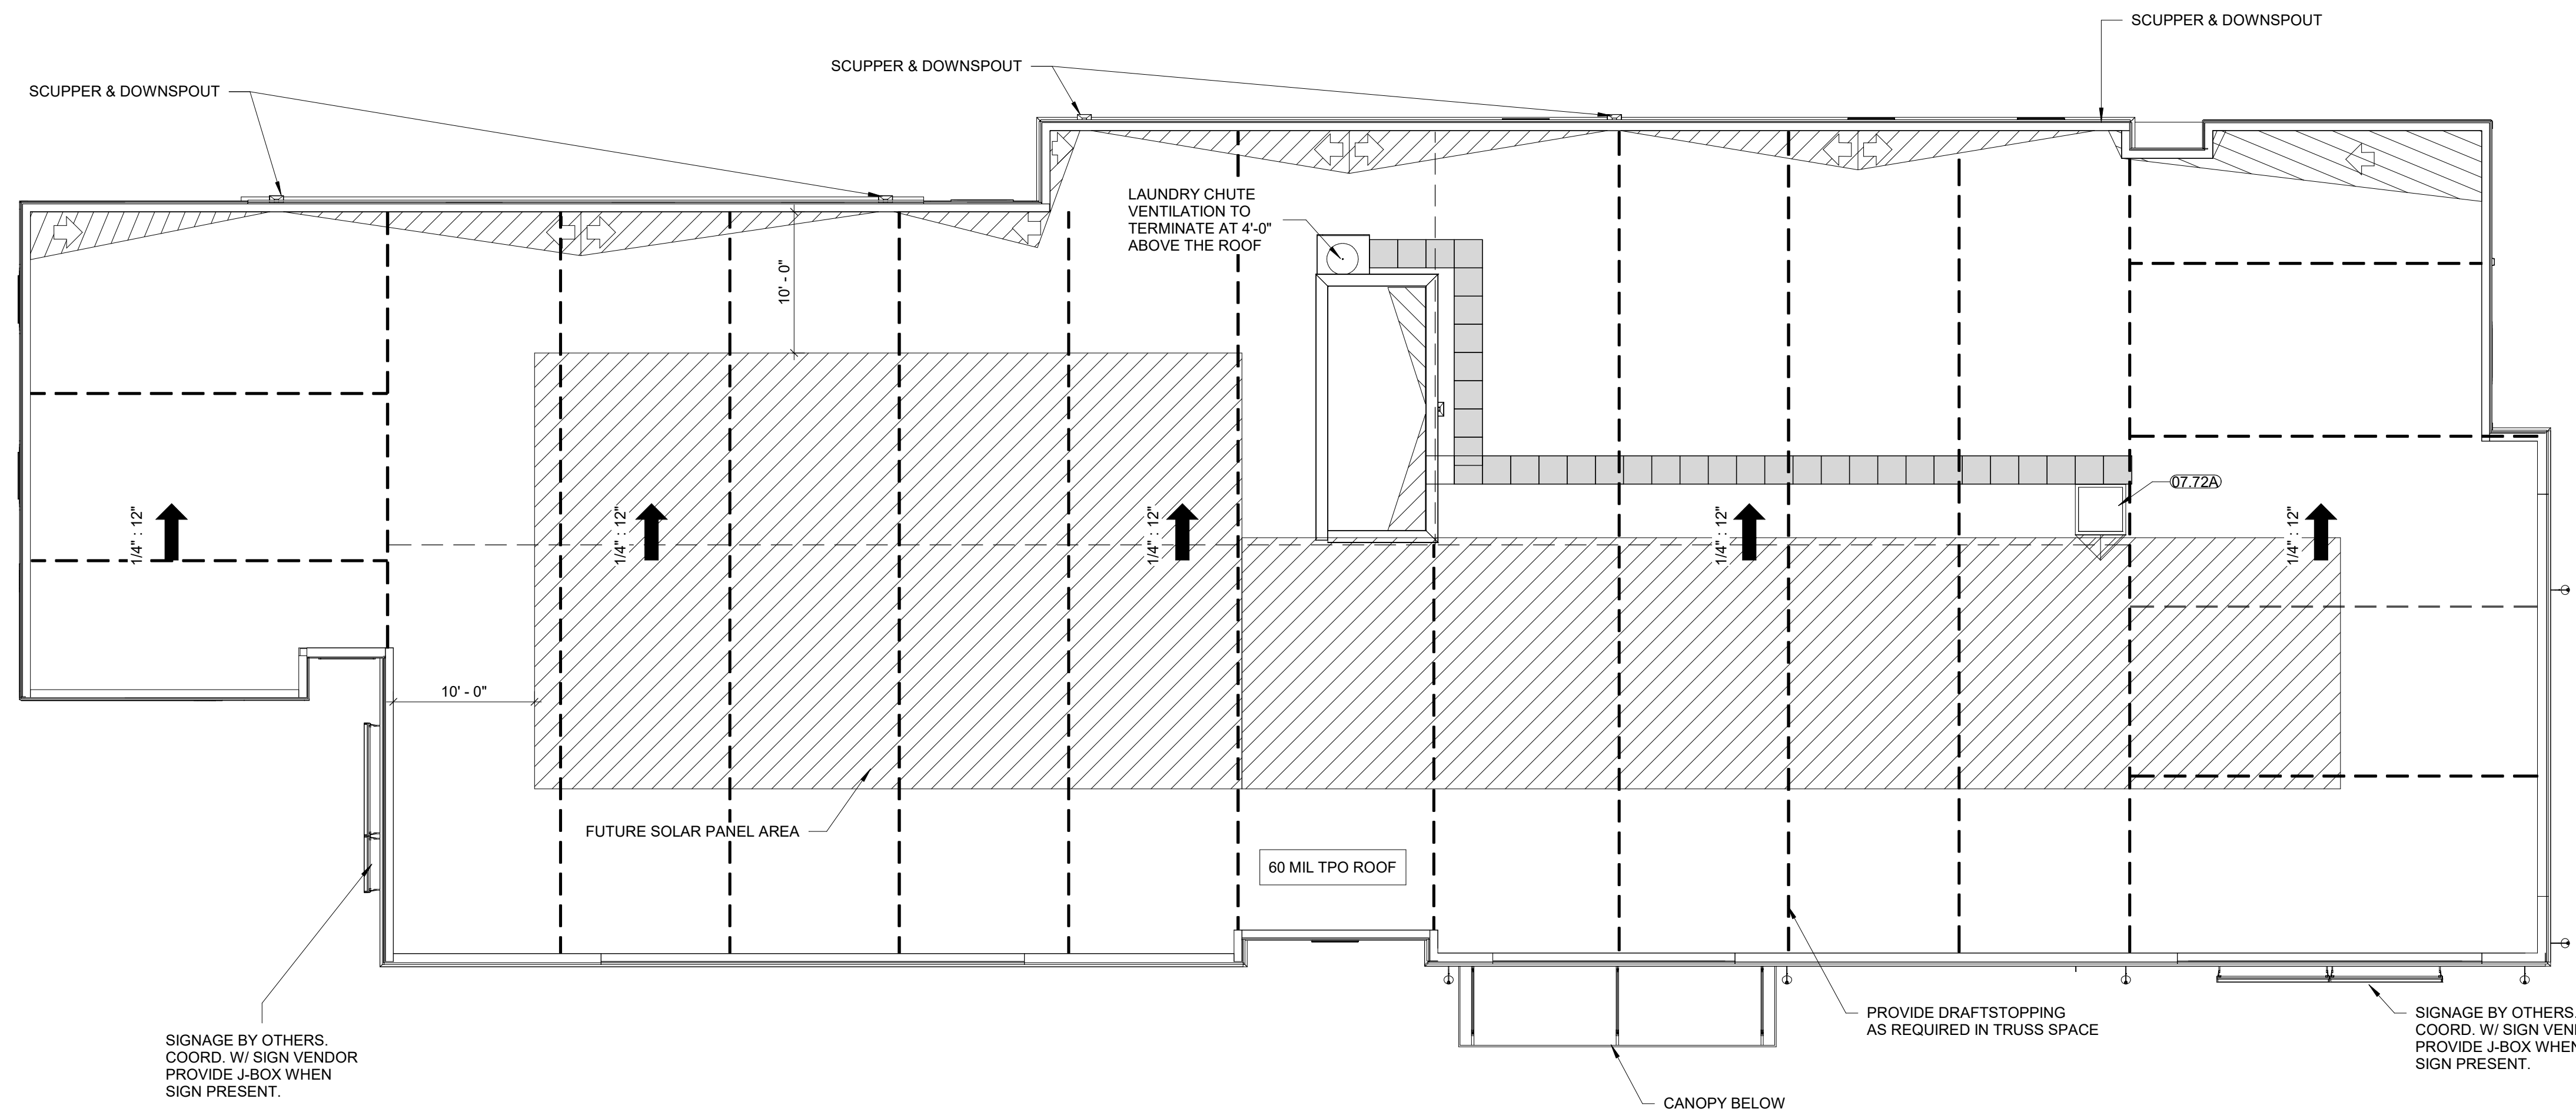 SCUPPER & DOWNSPOUT
SCUPPER & DOWNSPOUT
SCUPPER & DOWNSPOUT
LAUNDRY CHUTE
VENTILATION TO
TERMINATE AT 4'-0"
ABOVE THE ROOF
10' - 0"
07.72A
1/4" : 12"
1/4" : 12"
1/4" : 12"
1/4" : 12"
1/4" : 12"
10' - 0"
FUTURE SOLAR PANEL AREA
60 MIL TPO ROOF
SIGNAGE BY OTHERS.
COORD. W/ SIGN VENDOR
PROVIDE J-BOX WHEN
SIGN PRESENT.
PROVIDE DRAFTSTOPPING
AS REQUIRED IN TRUSS SPACE
CANOPY BELOW
SIGNAGE BY OTHERS.
COORD. W/ SIGN VEN
PROVIDE J-BOX WHEN
SIGN PRESENT.